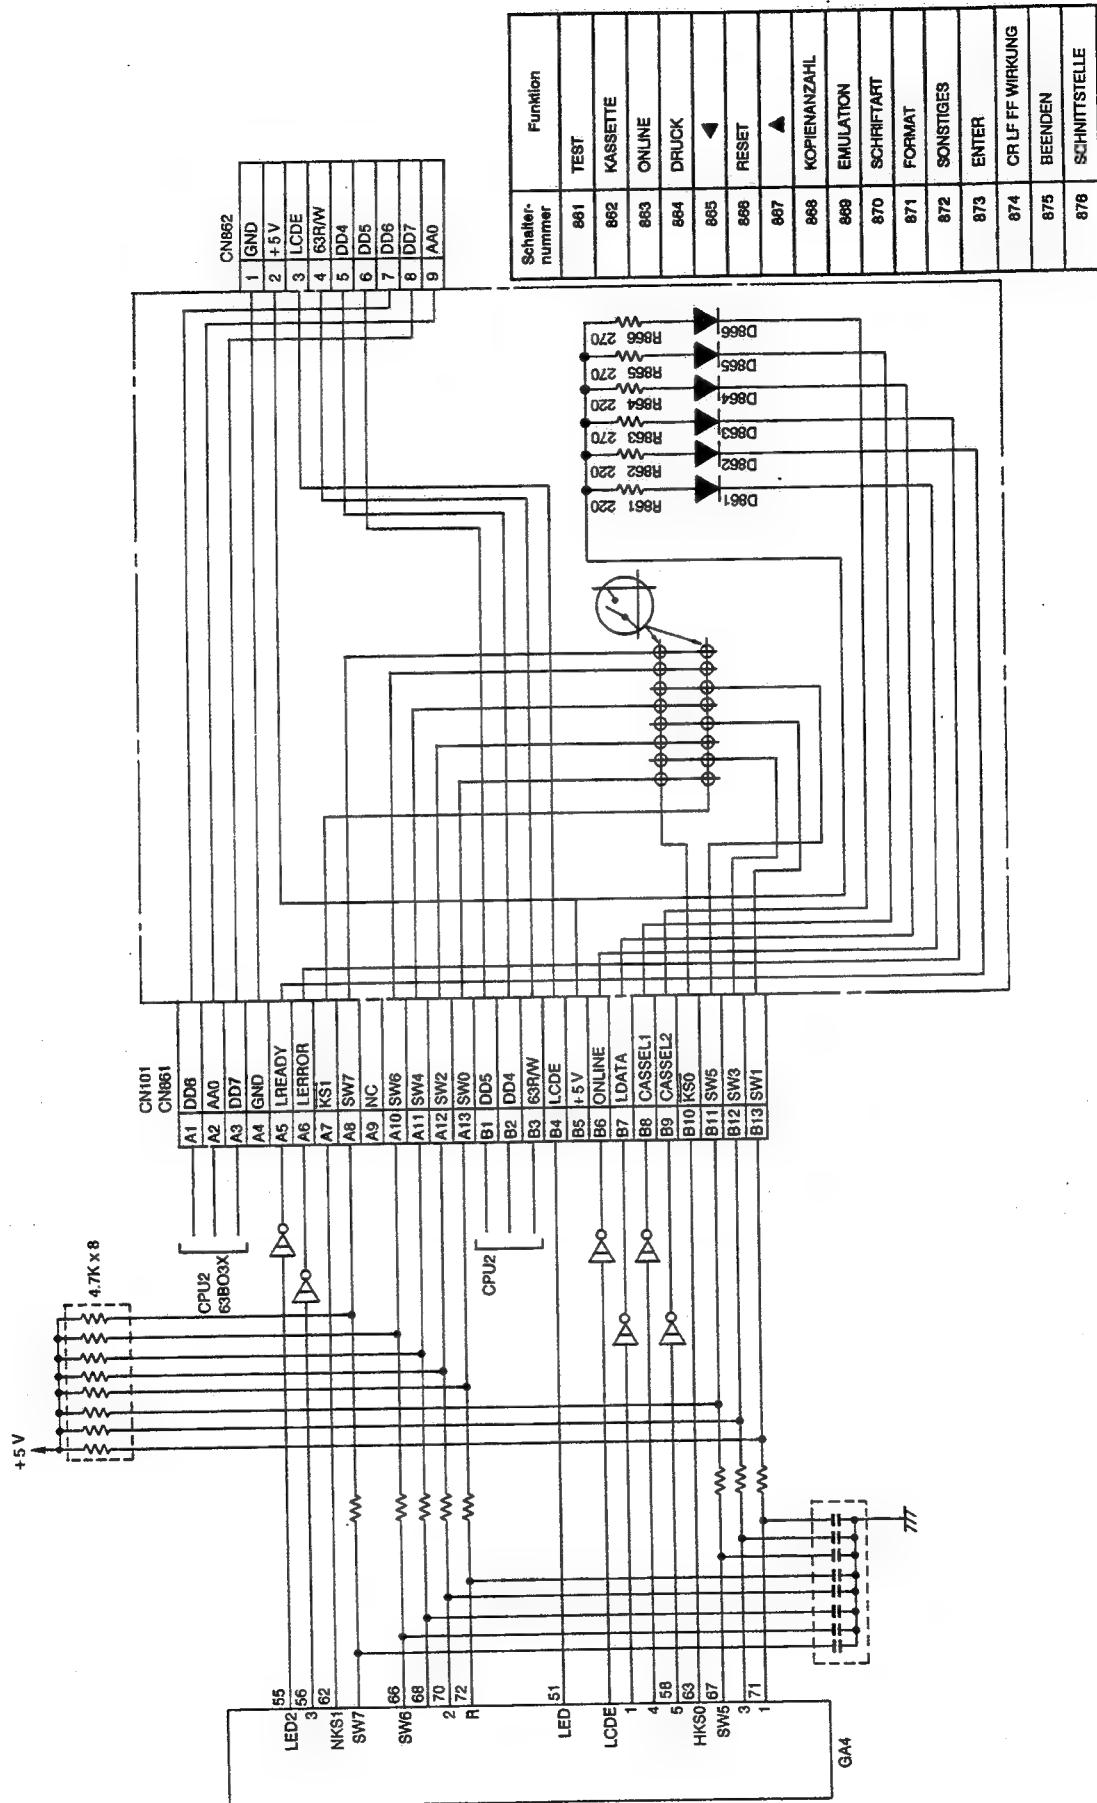 Schalter-nummer Funktion
861 TEST
862 KASSETTE
863 ONLINE
864 DRUCK
865 ▼
866 RESET
867 ▲
868 KOPIENANZAHL
869 EMULATION
870 SCHRIFTART
871 FORMAT
872 SONSTIGES
873 ENTER
874 CR LF FF WIRKUNG
875 BEENDEN
876 SCHNITTSTELLE
CN862
1 GND
2 +5V
3 LCDE
4 63R/W
5 DD4
6 DD5
7 DD6
8 DD7
9 AA0
270 R866 D866
270 R865 D865
220 R864 D864
270 R863 D863
220 R862 D862
220 R861 D861
CN101
CN861
A1 DD6
A2 AA0
A3 DD7
A4 GND
A5 LREADY
A6 LERROR
A7 KS1
A8 SW7
A9 NC
A10 SW6
A11 SW4
A12 SW2
A13 SW0
B1 DD5
B2 DD4
B3 63R/W
B4 LCDE
B5 +5V
B6 ONLINE
B7 LDATA
B8 CASSEL1
B9 CASSEL2
B10 KS0
B11 SW5
B12 SW3
B13 SW1
CPU2
63BO3X
CPU2
4.7K x 8
+5 V
LED2 55
3 56
NKS1 62
SW7
SW6 66
68
2 70
R 72
LED 51
LCDE
1
4
5 58
HKS0 63
SW5 67
3
1 71
GA4